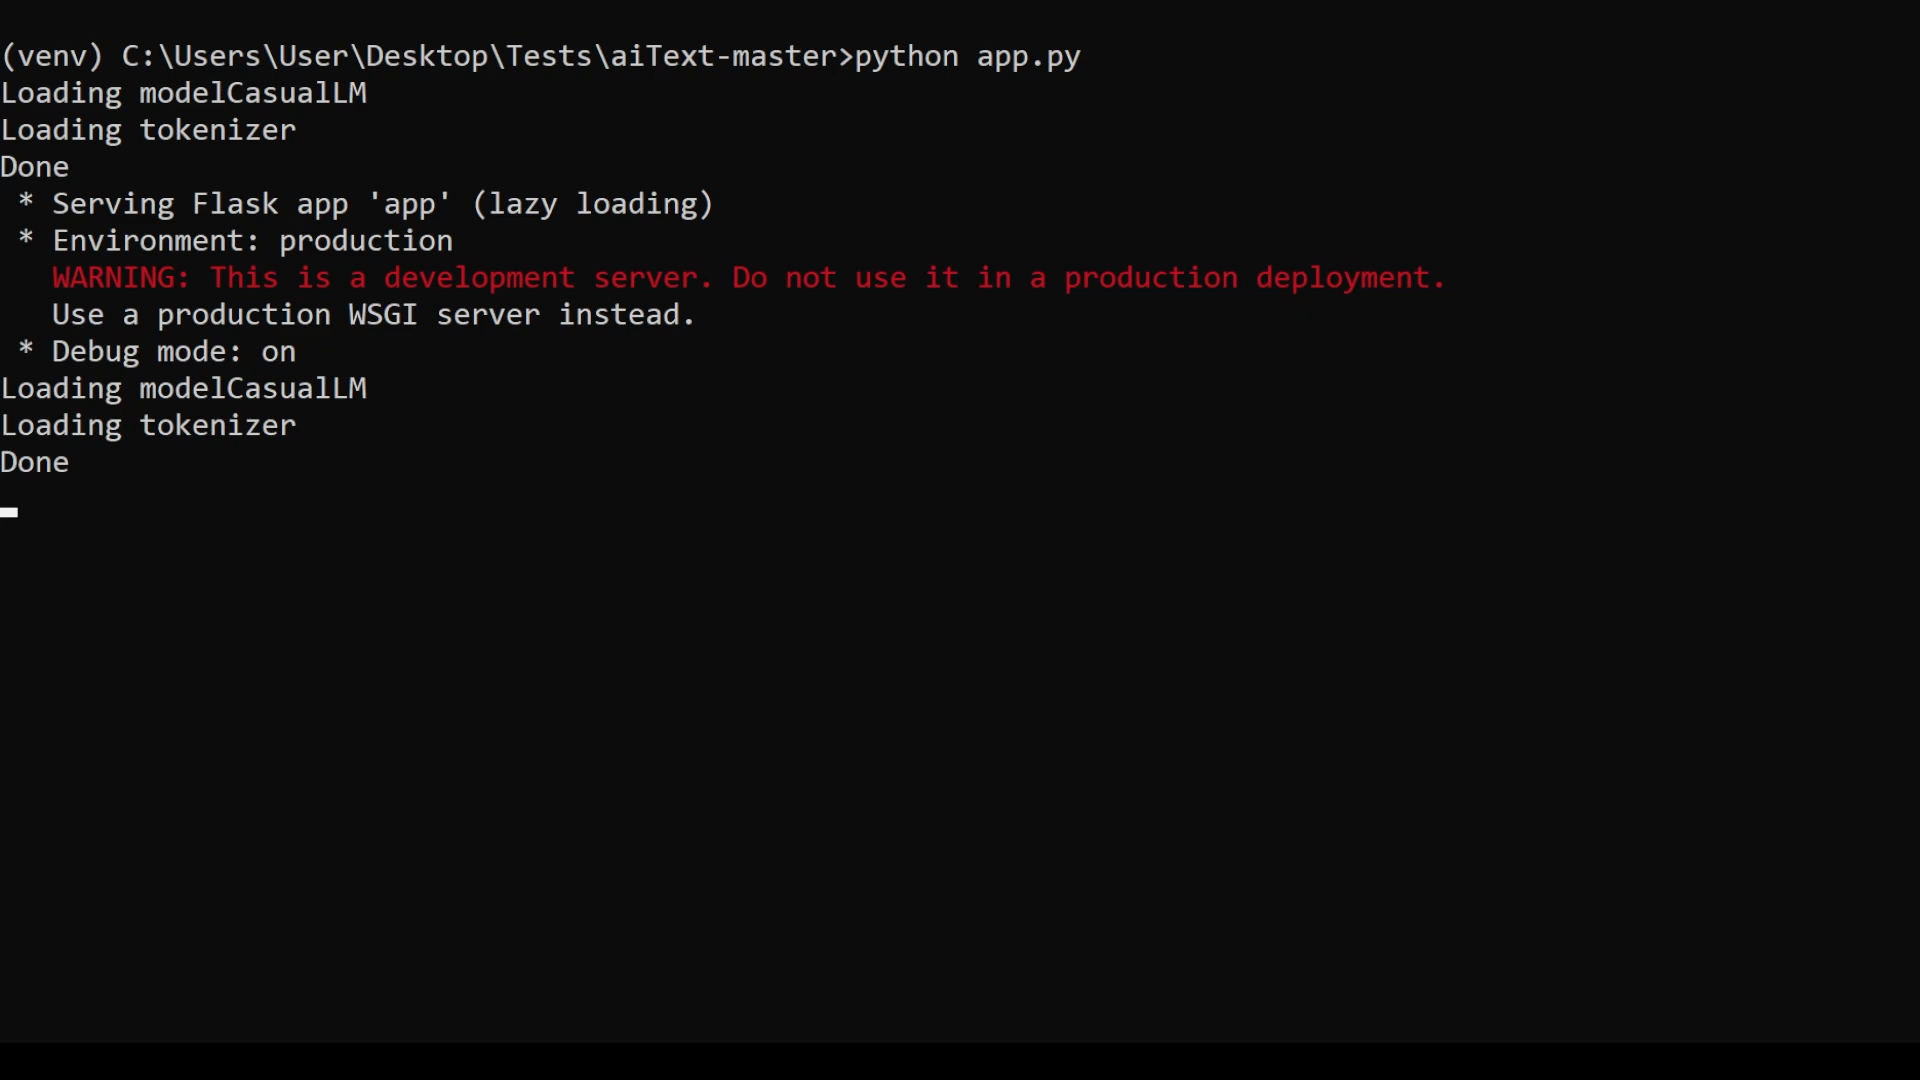 (venv) C:\Users\User\Desktop\Tests\aiText-master>python app.py
Loading modelCasualLM
Loading tokenizer
Done
 * Serving Flask app 'app' (lazy loading)
 * Environment: production
   WARNING: This is a development server. Do not use it in a production deployment.
   Use a production WSGI server instead.
 * Debug mode: on
Loading modelCasualLM
Loading tokenizer
Done